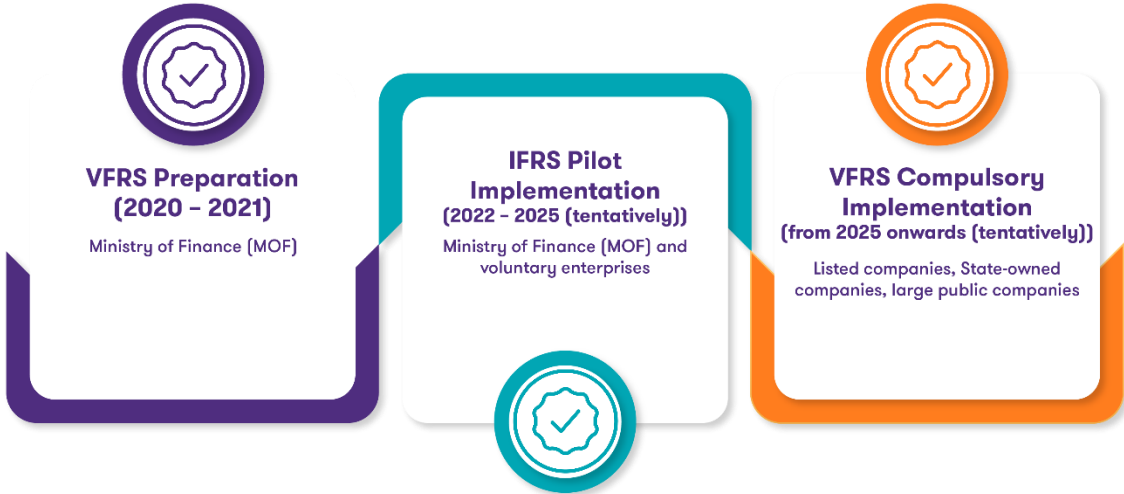 VFRS Preparation
(2020 – 2021)
Ministry of Finance (MOF)
IFRS Pilot
Implementation
(2022 – 2025 (tentatively))
Ministry of Finance (MOF) and
voluntary enterprises
VFRS Compulsory
Implementation
(from 2025 onwards (tentatively))
Listed companies, State-owned
companies, large public companies